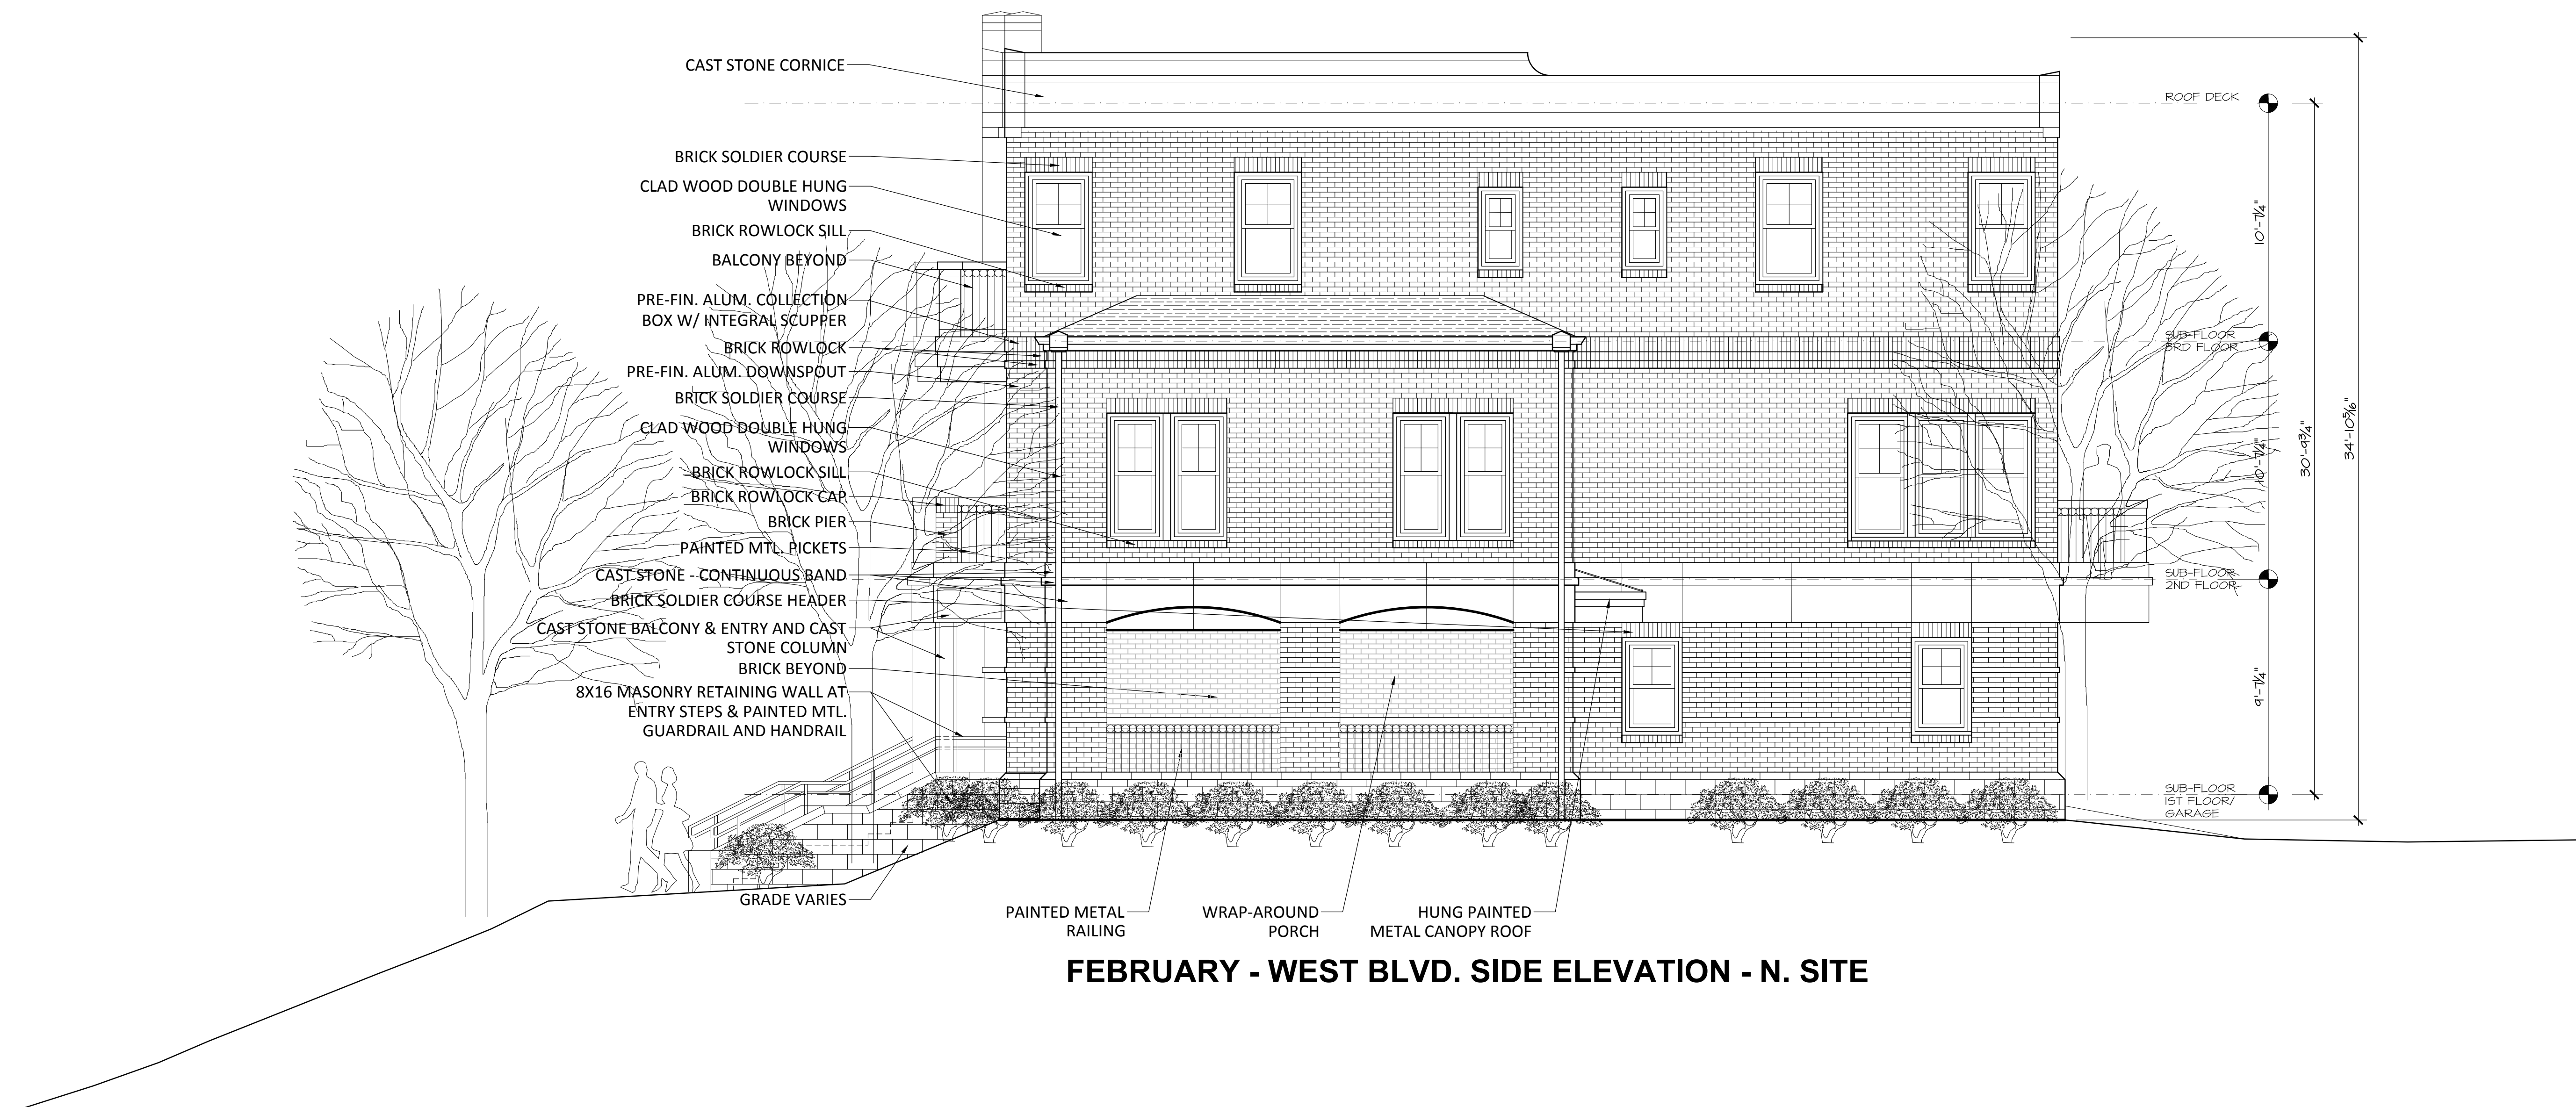 CAST STONE CORNICE
BRICK SOLDIER COURSE
CLAD WOOD DOUBLE HUNG
WINDOWS
BRICK ROWLOCK SILL
BALCONY BEYOND
PRE-FIN. ALUM. COLLECTION
BOX W/ INTEGRAL SCUPPER
BRICK ROWLOCK
PRE-FIN. ALUM. DOWNSPOUT
BRICK SOLDIER COURSE
CLAD WOOD DOUBLE HUNG
WINDOWS
BRICK ROWLOCK SILL
BRICK ROWLOCK CAP
BRICK PIER
PAINTED MTL. PICKETS
CAST STONE - CONTINUOUS BAND
BRICK SOLDIER COURSE HEADER
CAST STONE BALCONY & ENTRY AND CAST
STONE COLUMN
BRICK BEYOND
8X16 MASONRY RETAINING WALL AT
ENTRY STEPS & PAINTED MTL.
GUARDRAIL AND HANDRAIL
GRADE VARIES
PAINTED METAL
RAILING
WRAP-AROUND
PORCH
HUNG PAINTED
METAL CANOPY ROOF
ROOF DECK
SUB-FLOOR
3RD FLOOR
SUB-FLOOR
2ND FLOOR
SUB-FLOOR
1ST FLOOR/
GARAGE
10'-7¼"
10'-7¼"
9'-7¼"
30'-9¾"
34'-10⁵⁄₁₆"
FEBRUARY - WEST BLVD. SIDE ELEVATION - N. SITE